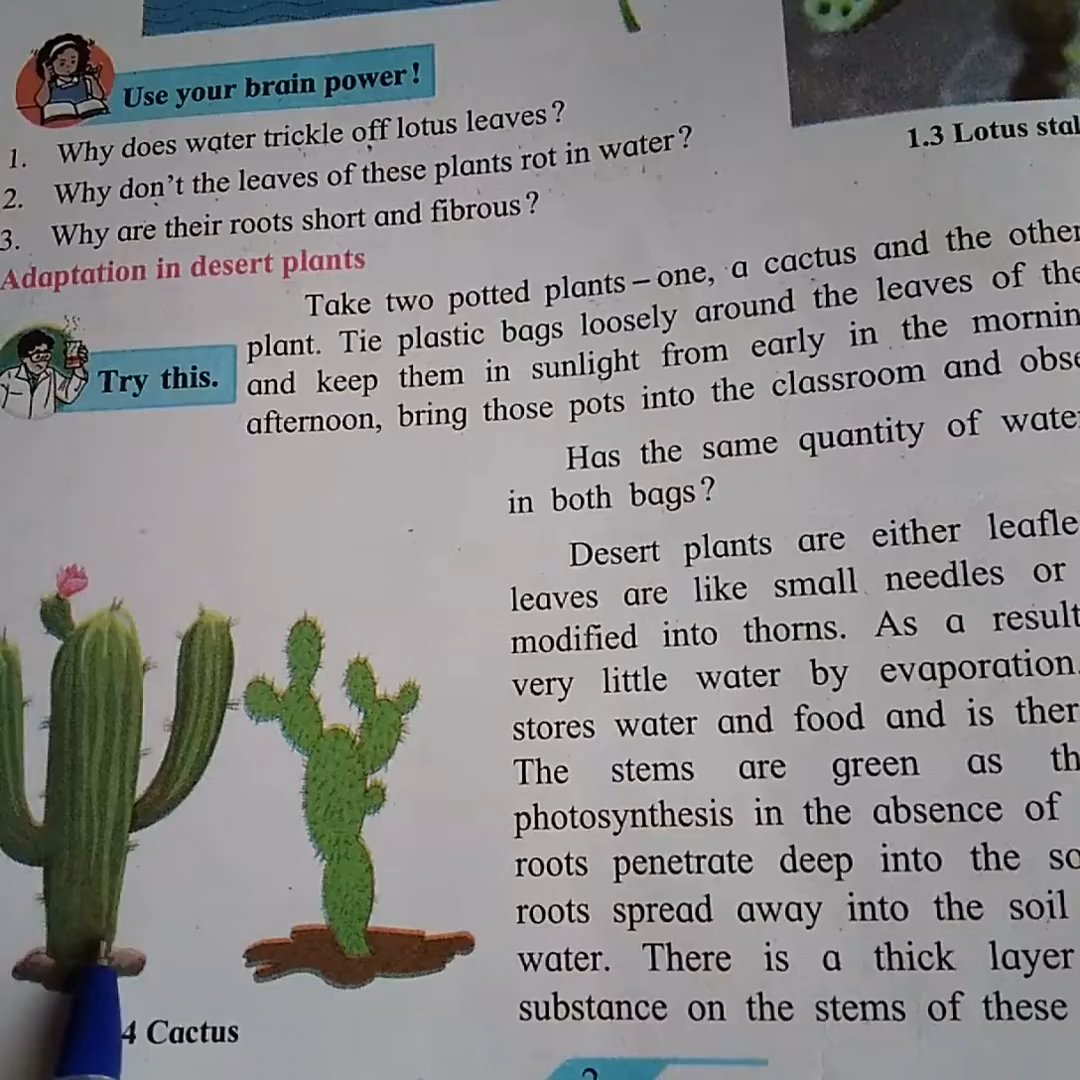 Use your brain power!
1. Why does water trickle off lotus leaves?
2. Why don't the leaves of these plants rot in water?
3. Why are their roots short and fibrous?
1.3 Lotus
Adaptation in desert plants
Take two potted plants – one, a cactus and the other
plant. Tie plastic bags loosely around the leaves of the
Try this.
and keep them in sunlight from early in the
afternoon, bring those pots into the classroom and
Has the same quantity of
in both bags?
Desert plants are either
leaves are like small needles or
modified into thorns. As a result
very little water by evaporation.
stores water and food and is
The stems are green as
photosynthesis in the absence of
roots penetrate deep into the
roots spread away into the soil
water. There is a thick layer
substance on the stems of these
4 Cactus